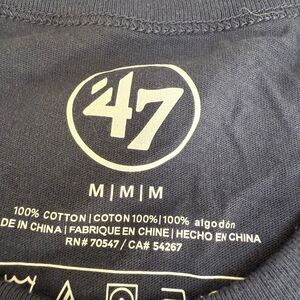 '47
M|M|M
100% COTTON | COTON 100% | 100% algodón
DE IN CHINA | FABRIQUE EN CHINE | HECHO EN CHINA
RN# 70547 / CA# 54267